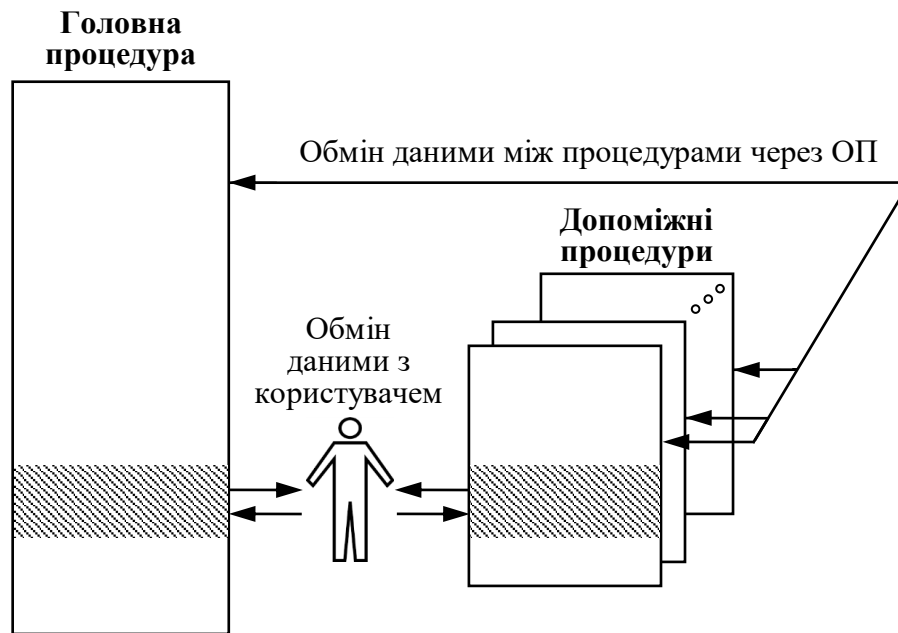 Головна
процедура
Обмін даними між процедурами через ОП
Допоміжні
процедури
Обмін
даними з
користувачем